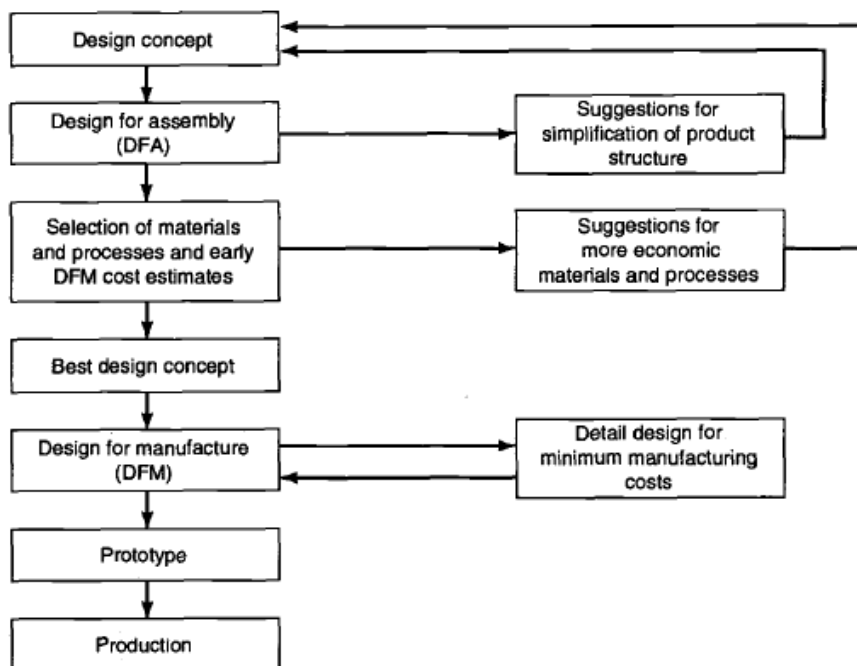 Design concept
Design for assembly
(DFA)
Suggestions for
simplification of product
structure
Selection of materials
and processes and early
DFM cost estimates
Suggestions for
more economic
materials and processes
Best design concept
Design for manufacture
(DFM)
Detail design for
minimum manufacturing
costs
Prototype
Production